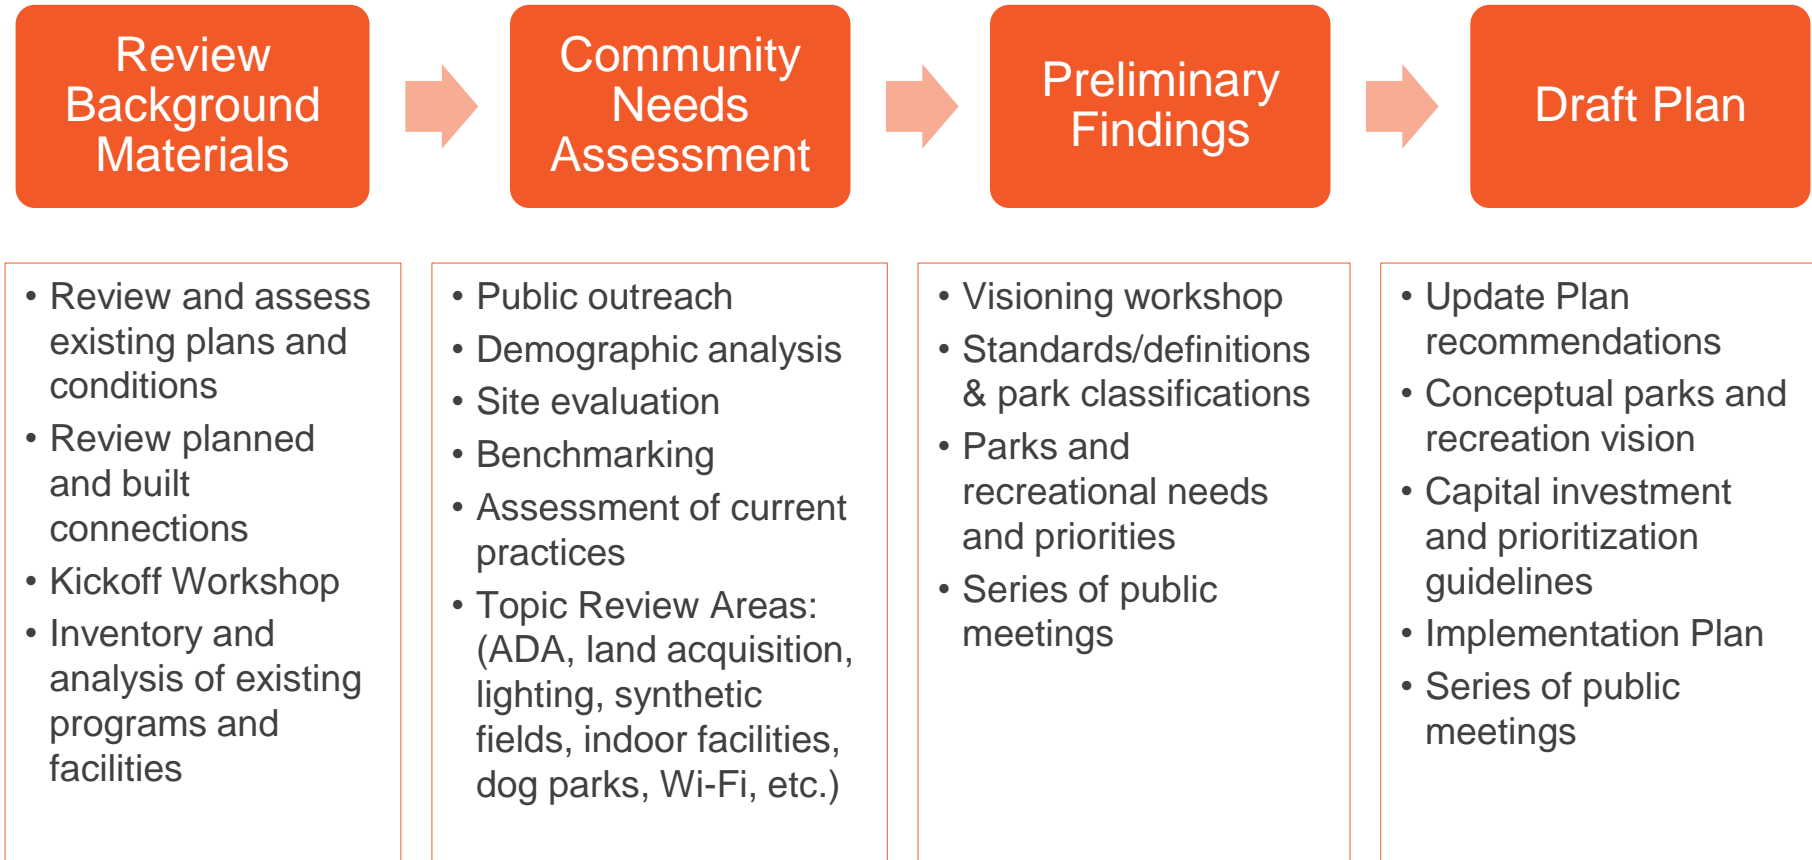 Review
Background
Materials
Community
Needs
Assessment
Preliminary
Findings
Draft Plan
• Review and assess
existing plans and
conditions
• Review planned
and built
connections
• Kickoff Workshop
• Inventory and
analysis of existing
programs and
facilities
• Public outreach
• Demographic analysis
• Site evaluation
• Benchmarking
• Assessment of current
practices
• Topic Review Areas:
(ADA, land acquisition,
lighting, synthetic
fields, indoor facilities,
dog parks, Wi-Fi, etc.)
• Visioning workshop
• Standards/definitions
& park classifications
• Parks and
recreational needs
and priorities
• Series of public
meetings
• Update Plan
recommendations
• Conceptual parks and
recreation vision
• Capital investment
and prioritization
guidelines
• Implementation Plan
• Series of public
meetings